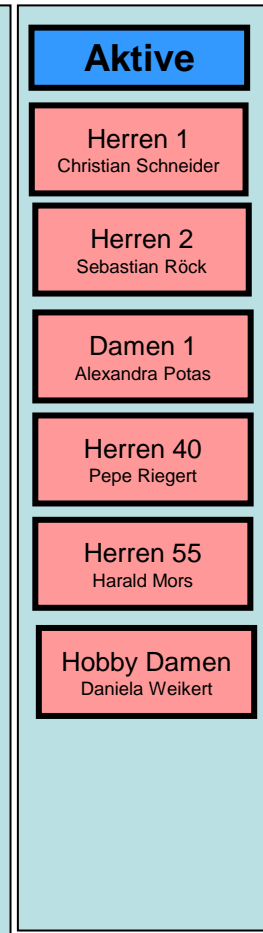 Aktive
Herren 1
Christian Schneider
Herren 2
Sebastian Röck
Damen 1
Alexandra Potas
Herren 40
Pepe Riegert
Herren 55
Harald Mors
Hobby Damen
Daniela Weikert